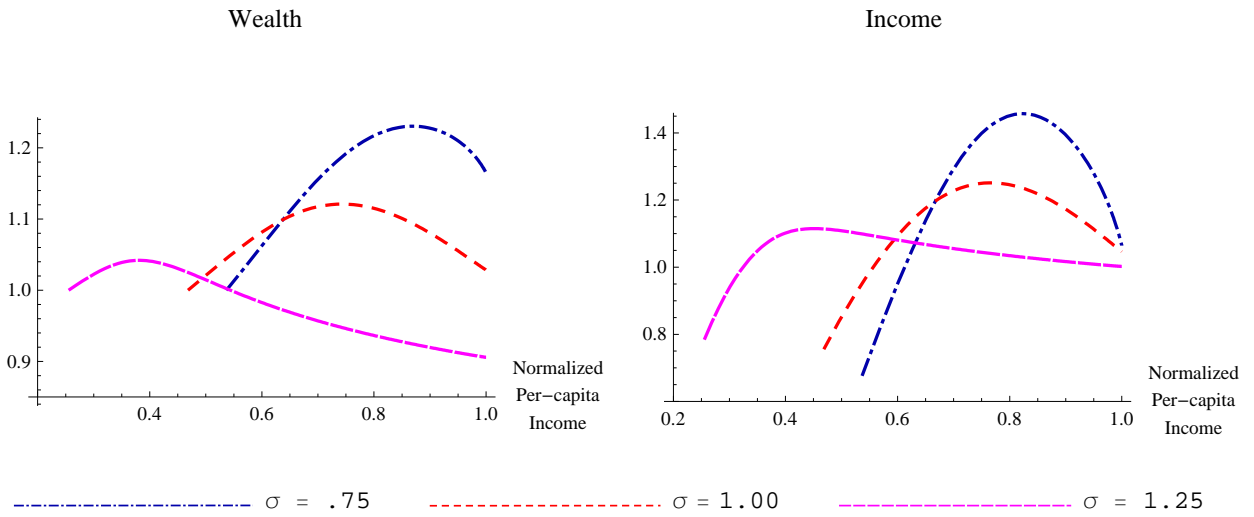 Wealth
Income
1.2
1.1
1.0
0.9
0.4
0.6
0.8
1.0
Normalized
Per−capita
Income
1.4
1.2
1.0
0.8
0.2
0.4
0.6
0.8
1.0
Normalized
Per−capita
Income
σ = .75
σ = 1.00
σ = 1.25